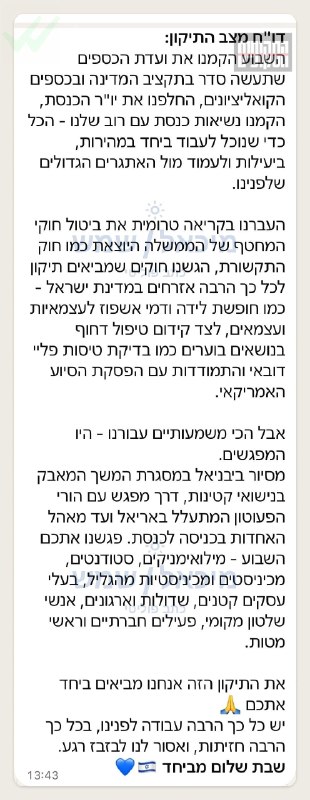 דו"ח מצב התיקון:
השבוע הקמנו את ועדת הכספים
שתעשה סדר בתקציב המדינה ובכספים
הקואליציונים, החלפנו את יו"ר הכנסת,
הקמנו נשיאות כנסת עם רוב שלנו - הכל
כדי שנוכל לעבוד ביחד במהירות,
ביעילות ולעמוד מול האתגרים הגדולים
שלפנינו.
העברנו בקריאה טרומית את ביטול חוקי
המחטף של הממשלה היוצאת כמו חוק
התקשורת, הגשנו חוקים שמביאים תיקון
לכל כך הרבה אזרחים במדינת ישראל -
כמו חופשת לידה ודמי אשפוז לעצמאיות
ועצמאים, לצד קידום טיפול דחוף
בנושאים בוערים כמו בדיקת טיסות פליי
דובאי והתמודדות עם הפסקת הסיוע
האמריקאי.
אבל הכי משמעותיים עבורנו - היו
המפגשים.
מסיור ביבניאל במסגרת המשך המאבק
בנישואי קטינות, דרך מפגש עם הורי
הפעוטון המתעלל באריאל ועד מאהל
האחדות בכניסה לכנסת. פגשנו אתכם
השבוע - מילואימניקים, סטודנטים,
מכיניסטים ומכיניסטיות מהגליל, בעלי
עסקים קטנים, שדולות וארגונים, אנשי
שלטון מקומי, פעילים חברתיים וראשי
מטות.
את התיקון הזה אנחנו מביאים ביחד
אתכם 🙏
יש כל כך הרבה עבודה לפנינו, בכל כך
הרבה חזיתות, ואסור לנו לבזבז רגע.
שבת שלום מביחד 🇮🇱💙
13:43
מיכאל שמש
כתב פוליטי